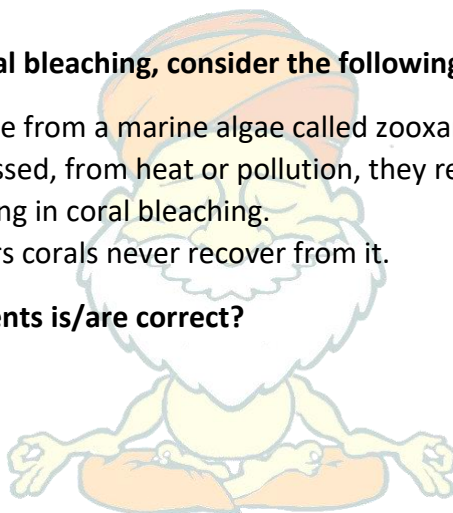 al bleaching, consider the following
e from a marine algae called zooxa
ssed, from heat or pollution, they re
ng in coral bleaching.
rs corals never recover from it.
ents is/are correct?